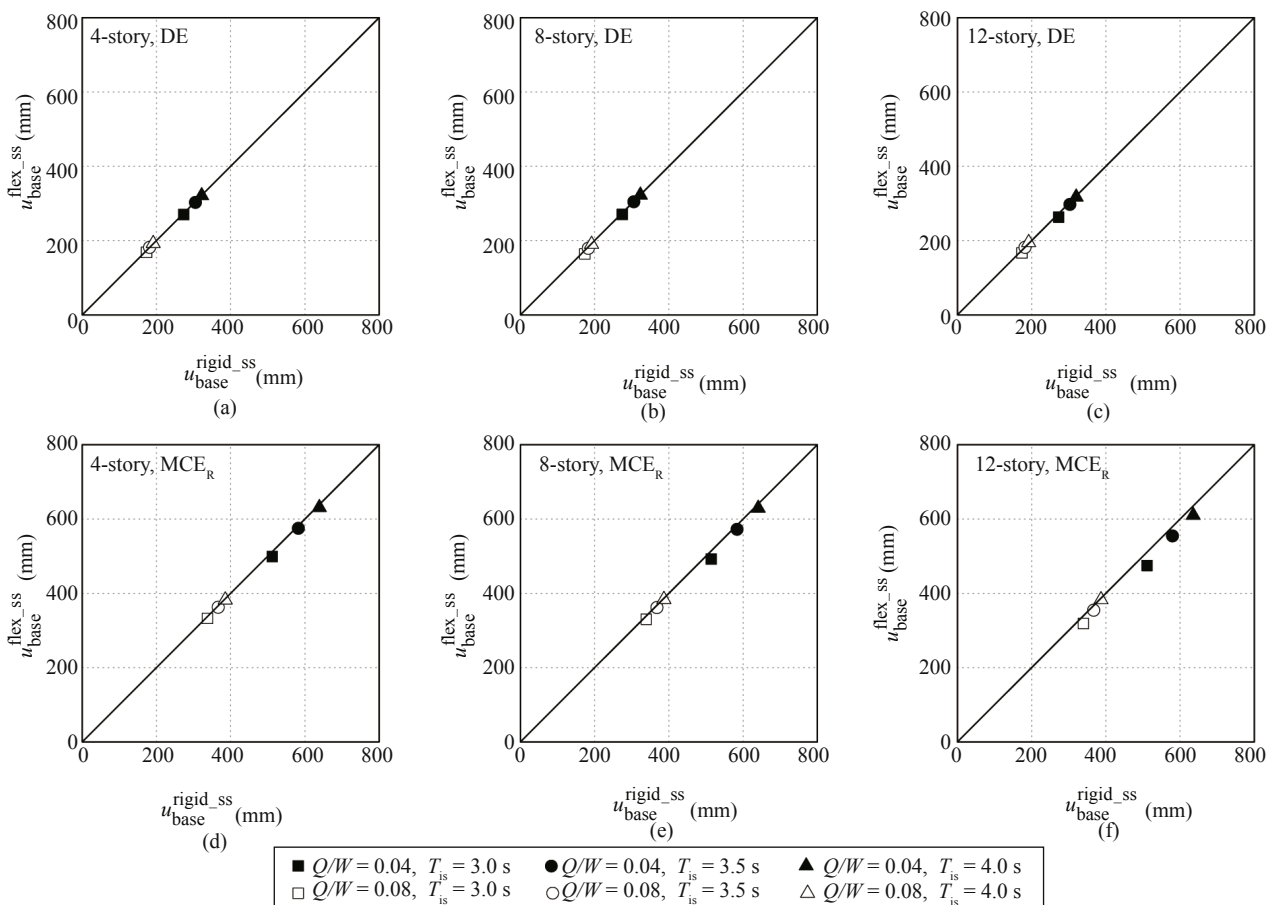 4-story, DE
800
600
400
200
0
0 200 400 600 800
u_base^flex_ss (mm)
u_base^rigid_ss (mm)
(a)
8-story, DE
800
600
400
200
0
0 200 400 600 800
u_base^flex_ss (mm)
u_base^rigid_ss (mm)
(b)
12-story, DE
800
600
400
200
0
0 200 400 600 800
u_base^flex_ss (mm)
u_base^rigid_ss (mm)
(c)
4-story, MCE_R
800
600
400
200
0
0 200 400 600 800
u_base^flex_ss (mm)
u_base^rigid_ss (mm)
(d)
8-story, MCE_R
800
600
400
200
0
0 200 400 600 800
u_base^flex_ss (mm)
u_base^rigid_ss (mm)
(e)
12-story, MCE_R
800
600
400
200
0
0 200 400 600 800
u_base^flex_ss (mm)
u_base^rigid_ss (mm)
(f)
■ Q/W = 0.04, T_is = 3.0 s ● Q/W = 0.04, T_is = 3.5 s ▲ Q/W = 0.04, T_is = 4.0 s
□ Q/W = 0.08, T_is = 3.0 s ○ Q/W = 0.08, T_is = 3.5 s △ Q/W = 0.08, T_is = 4.0 s